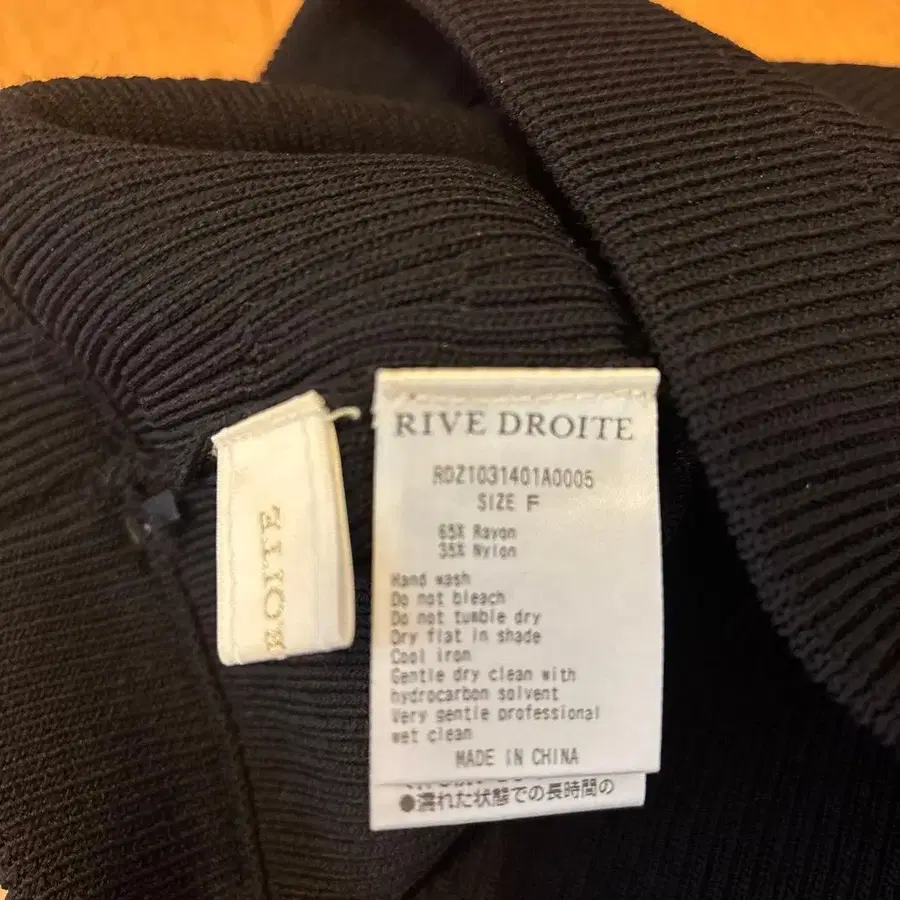 RIVE DROITE
RDZ1031401A0005
SIZE F
65% Rayon
35% Nylon
Hand wash
Do not bleach
Do not tumble dry
Dry flat in shade
Cool iron
Gentle dry clean with
hydrocarbon solvent
Very gentle professional
wet clean
MADE IN CHINA
●濡れた状態での長時間の
ROITE